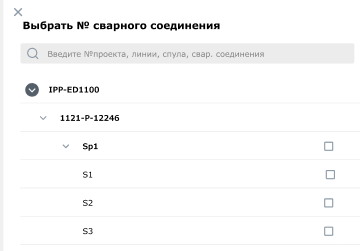 Выбрать № сварного соединения
Введите №проекта, линии, спула, свар. соединения
IPP-ED1100
1121-P-12246
Sp1
S1
S2
S3